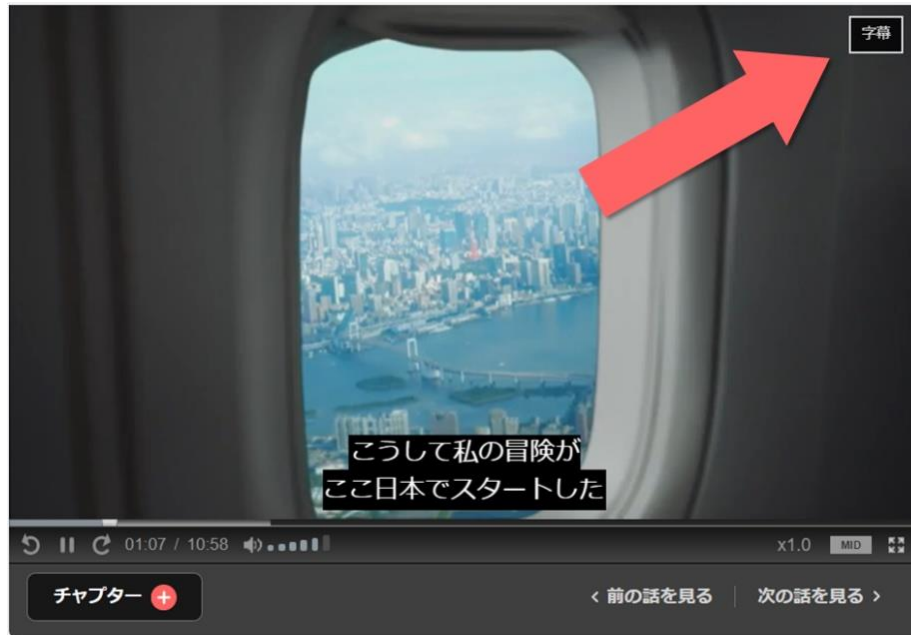 字幕
こうして私の冒険が
ここ日本でスタートした
01:07 / 10:58
x1.0
MID
チャプター
前の話を見る
次の話を見る